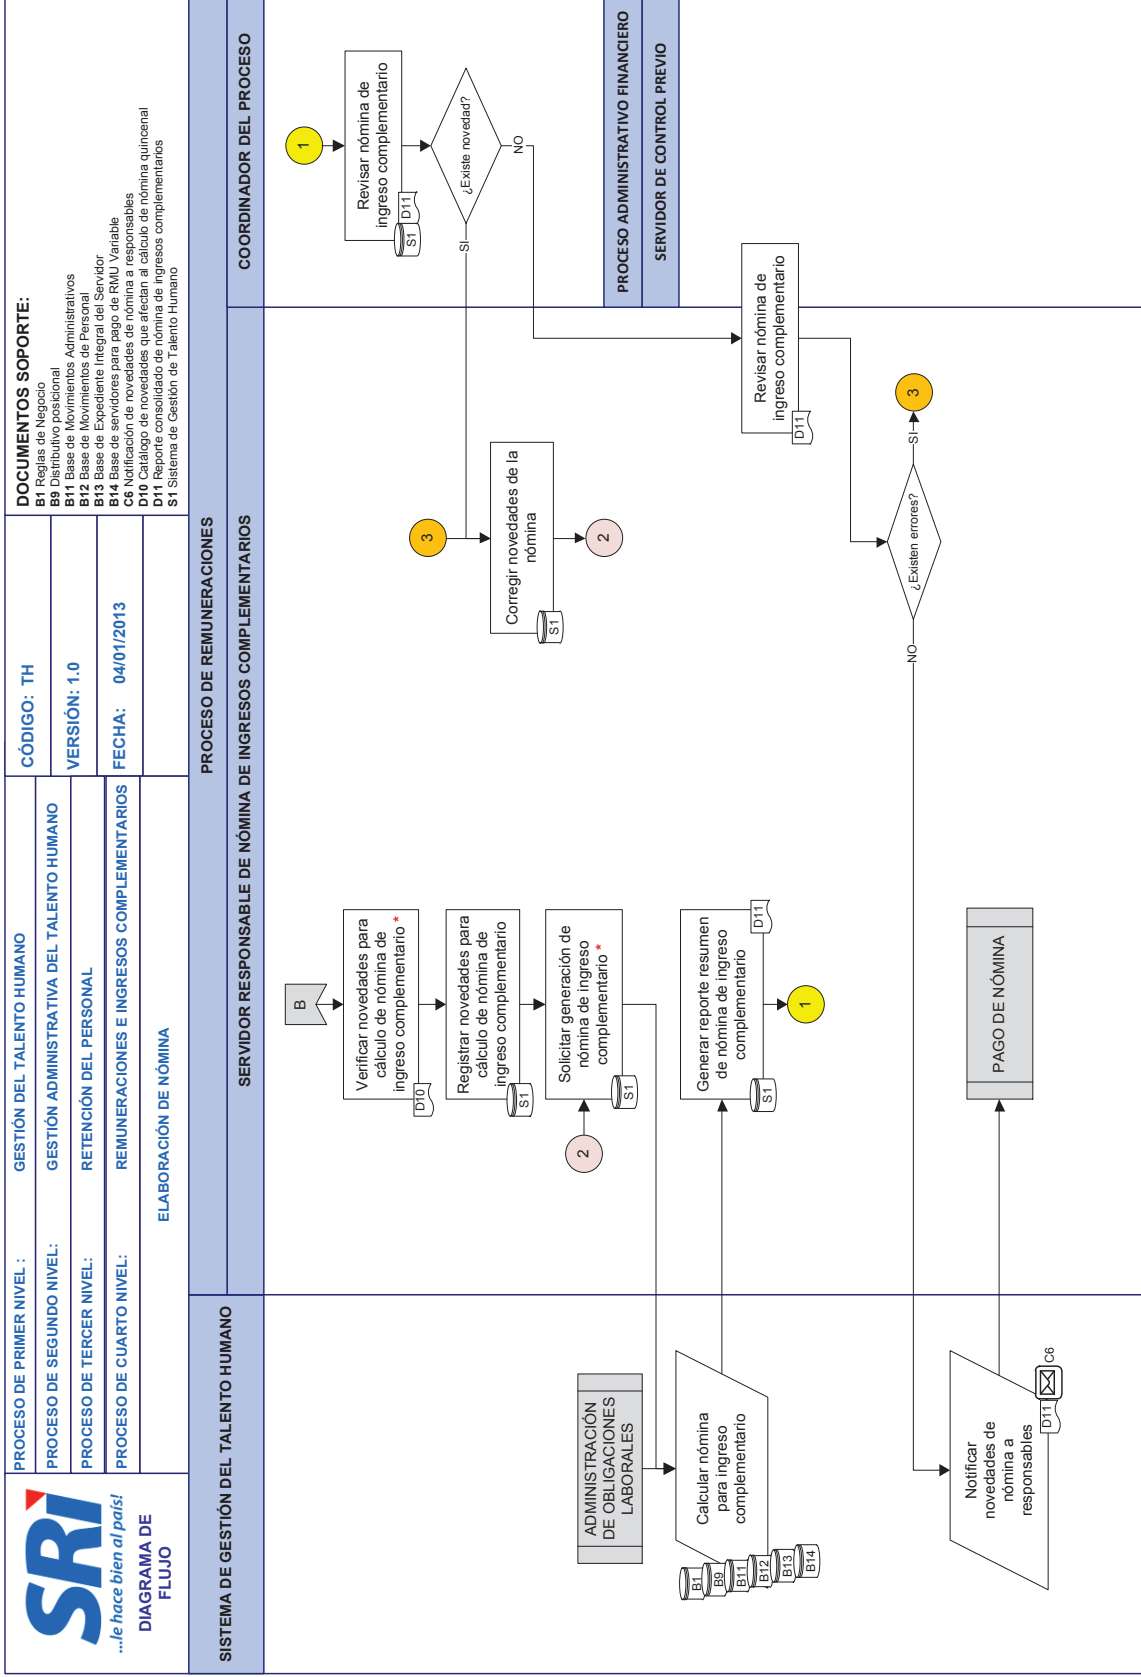 SRi
...le hace bien al país!
DIAGRAMA DE
FLUJO
PROCESO DE PRIMER NIVEL :
GESTIÓN DEL TALENTO HUMANO
PROCESO DE SEGUNDO NIVEL:
GESTIÓN ADMINISTRATIVA DEL TALENTO HUMANO
PROCESO DE TERCER NIVEL:
RETENCIÓN DEL PERSONAL
PROCESO DE CUARTO NIVEL:
REMUNERACIONES E INGRESOS COMPLEMENTARIOS
ELABORACIÓN DE NÓMINA
CÓDIGO: TH
VERSIÓN: 1.0
FECHA: 04/01/2013
DOCUMENTOS SOPORTE:
B1 Reglas de Negocio
B9 Distributivo posicional
B11 Base de Movimientos Administrativos
B12 Base de Movimientos de Personal
B13 Base de Expediente Integral del Servidor
B14 Base de servidores para pago de RMU Variable
C6 Notificación de novedades de nómina a responsables
D10 Catálogo de novedades que afectan al cálculo de nómina quincenal
D11 Reporte consolidado de nómina de ingresos complementarios
S1 Sistema de Gestión de Talento Humano
SISTEMA DE GESTIÓN DEL TALENTO HUMANO
PROCESO DE REMUNERACIONES
SERVIDOR RESPONSABLE DE NÓMINA DE INGRESOS COMPLEMENTARIOS
COORDINADOR DEL PROCESO
B
Verificar novedades para
cálculo de nómina de
ingreso complementario *
D10
Registrar novedades para
cálculo de nómina de
ingreso complementario
S1
2
Solicitar generación de
nómina de ingreso
complementario *
S1
ADMINISTRACIÓN
DE OBLIGACIONES
LABORALES
Calcular nómina
para ingreso
complementario
B1
B9
B11
B12
B13
B14
Generar reporte resumen
de nómina de ingreso
complementario
S1
D11
1
1
Revisar nómina de
ingreso complementario
S1
D11
¿Existe novedad?
SI
NO
3
Corregir novedades de la
nómina
S1
2
PROCESO ADMINISTRATIVO FINANCIERO
SERVIDOR DE CONTROL PREVIO
Revisar nómina de
ingreso complementario
D11
¿Existen errores?
SI
3
NO
Notificar
novedades de
nómina a
responsables
D11
C6
PAGO DE NÓMINA